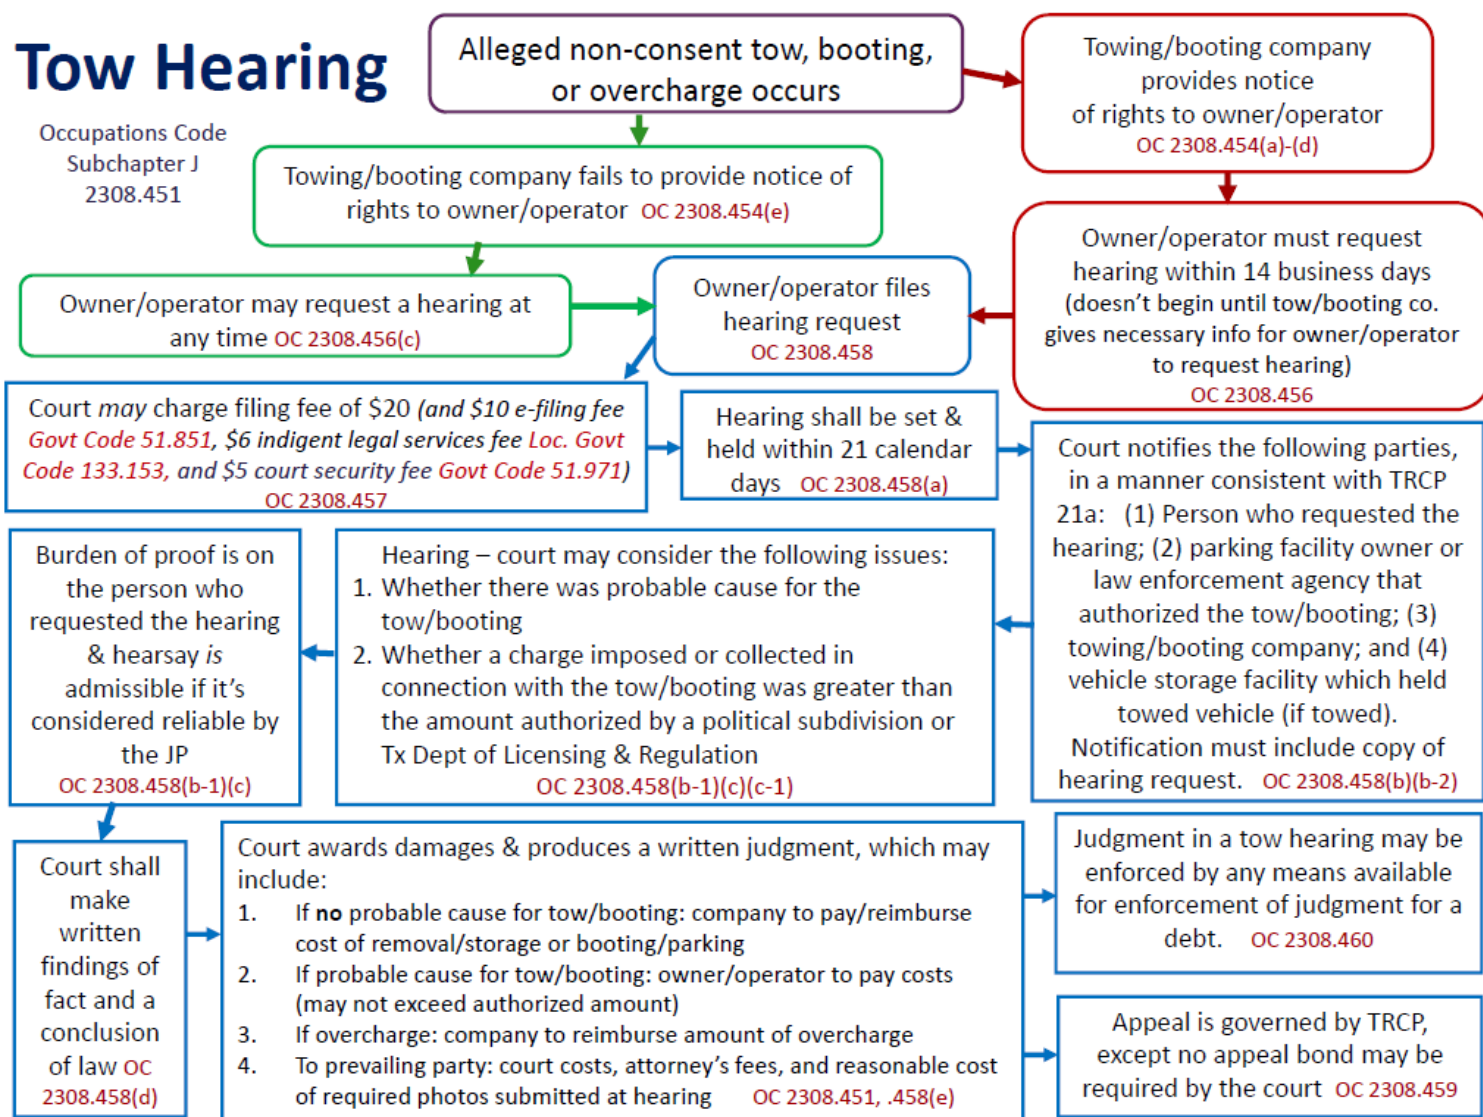 Tow Hearing
Occupations Code
Subchapter J
2308.451
Alleged non-consent tow, booting,
or overcharge occurs
Towing/booting company
provides notice
of rights to owner/operator
OC 2308.454(a)-(d)
Towing/booting company fails to provide notice of
rights to owner/operator OC 2308.454(e)
Owner/operator must request
hearing within 14 business days
(doesn't begin until tow/booting co.
gives necessary info for owner/operator
to request hearing)
OC 2308.456
Owner/operator may request a hearing at
any time OC 2308.456(c)
Owner/operator files
hearing request
OC 2308.458
Court may charge filing fee of $20 (and $10 e-filing fee
Govt Code 51.851, $6 indigent legal services fee Loc. Govt
Code 133.153, and $5 court security fee Govt Code 51.971)
OC 2308.457
Hearing shall be set &
held within 21 calendar
days OC 2308.458(a)
Court notifies the following parties,
in a manner consistent with TRCP
21a: (1) Person who requested the
hearing; (2) parking facility owner or
law enforcement agency that
authorized the tow/booting; (3)
towing/booting company; and (4)
vehicle storage facility which held
towed vehicle (if towed).
Notification must include copy of
hearing request. OC 2308.458(b)(b-2)
Hearing – court may consider the following issues:
1. Whether there was probable cause for the
tow/booting
2. Whether a charge imposed or collected in
connection with the tow/booting was greater than
the amount authorized by a political subdivision or
Tx Dept of Licensing & Regulation
OC 2308.458(b-1)(c)(c-1)
Burden of proof is on
the person who
requested the hearing
& hearsay is
admissible if it's
considered reliable by
the JP
OC 2308.458(b-1)(c)
Court shall
make
written
findings of
fact and a
conclusion
of law OC
2308.458(d)
Court awards damages & produces a written judgment, which may
include:
1. If no probable cause for tow/booting: company to pay/reimburse
cost of removal/storage or booting/parking
2. If probable cause for tow/booting: owner/operator to pay costs
(may not exceed authorized amount)
3. If overcharge: company to reimburse amount of overcharge
4. To prevailing party: court costs, attorney's fees, and reasonable cost
of required photos submitted at hearing OC 2308.451, .458(e)
Judgment in a tow hearing may be
enforced by any means available
for enforcement of judgment for a
debt. OC 2308.460
Appeal is governed by TRCP,
except no appeal bond may be
required by the court OC 2308.459